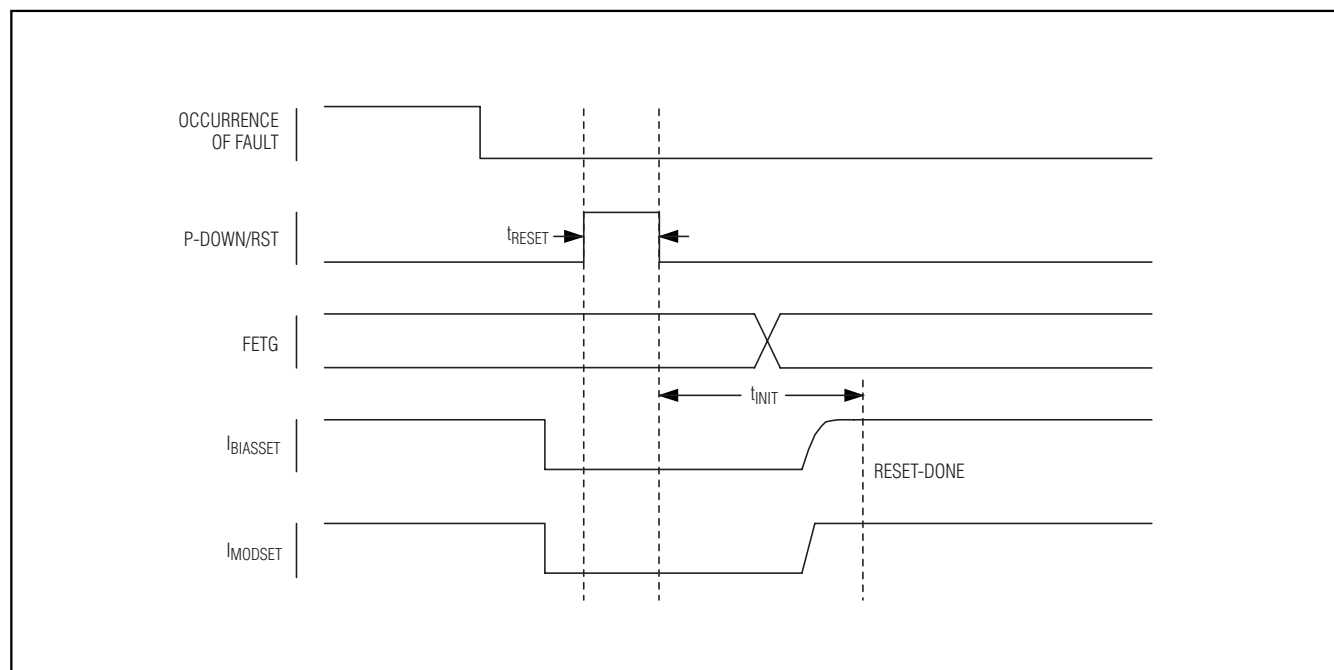 OCCURRENCE
OF FAULT
P-DOWN/RST
tRESET
FETG
tINIT
IBIASSET
RESET-DONE
IMODSET